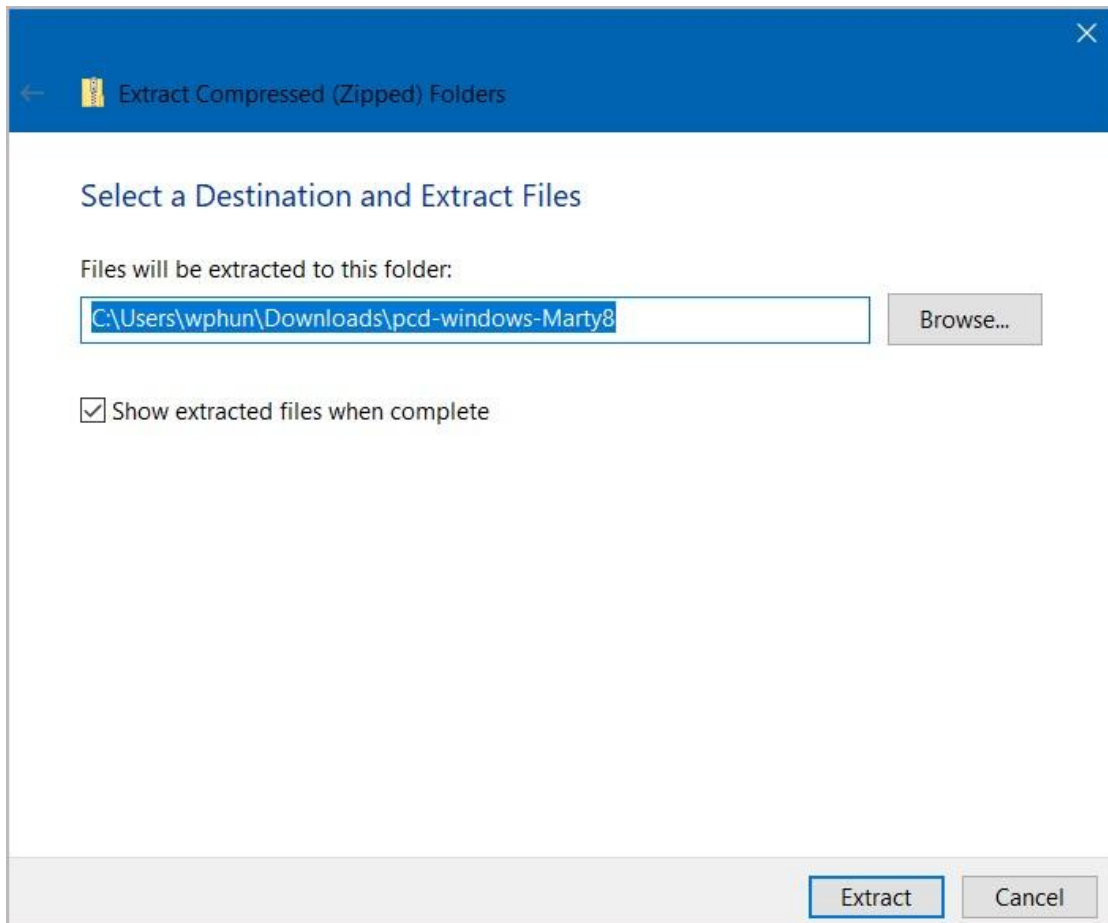 Extract Compressed (Zipped) Folders
Select a Destination and Extract Files
Files will be extracted to this folder:
C:\Users\wphun\Downloads\pcd-windows-Marty8
Browse...
Show extracted files when complete
Extract
Cancel